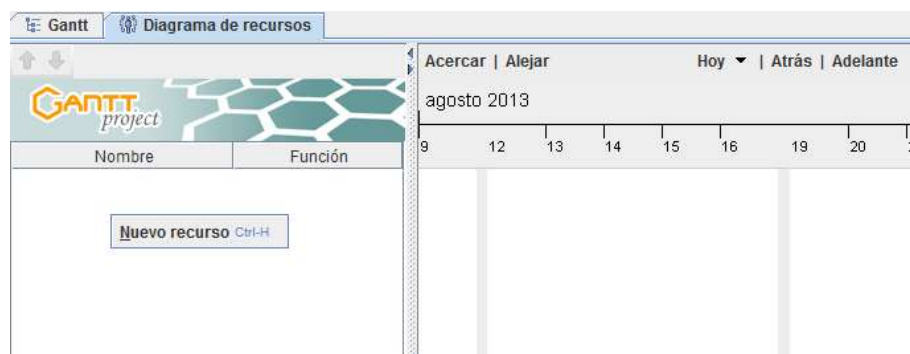 Gantt Diagrama de recursos
Acercar | Alejar Hoy | Atrás | Adelante
GANTT
project
agosto 2013
9 12 13 14 15 16 19 20
Nombre Función
Nuevo recurso Ctrl-H